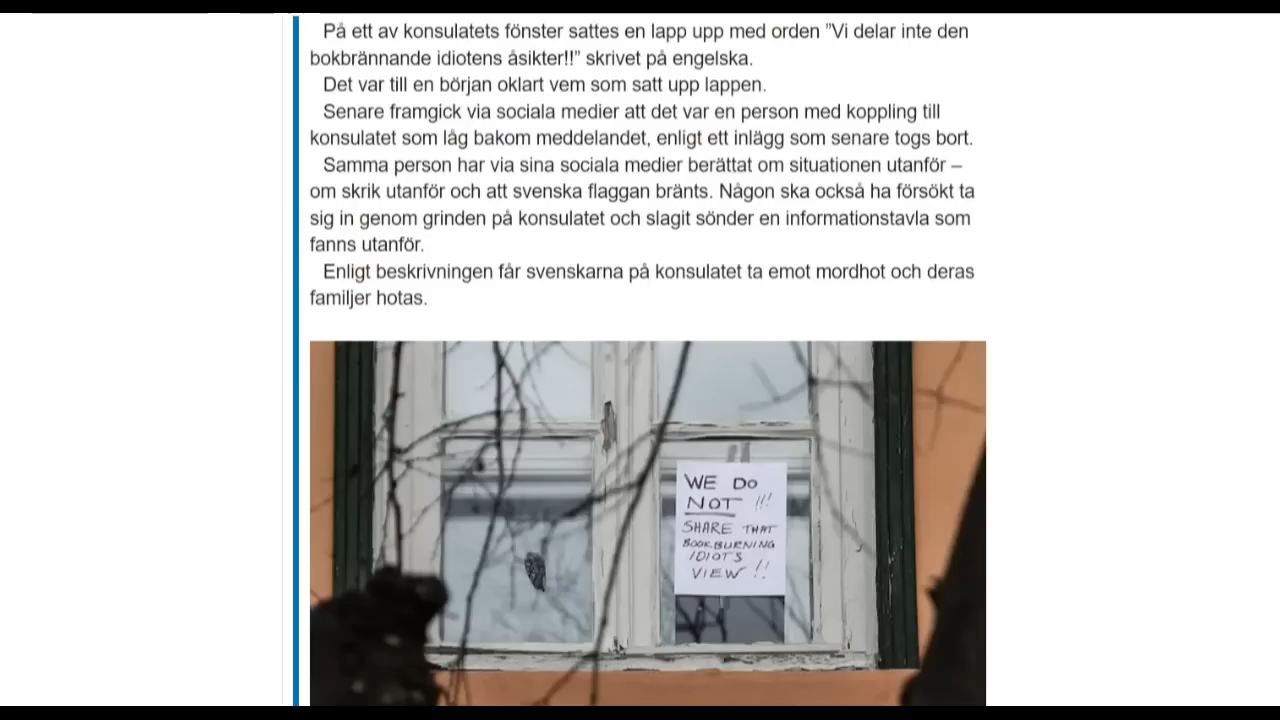 På ett av konsulatets fönster sattes en lapp upp med orden ”Vi delar inte den
bokbrännande idiotens åsikter!!” skrivet på engelska.
Det var till en början oklart vem som satt upp lappen.
Senare framgick via sociala medier att det var en person med koppling till
konsulatet som låg bakom meddelandet, enligt ett inlägg som senare togs bort.
Samma person har via sina sociala medier berättat om situationen utanför –
om skrik utanför och att svenska flaggan bränts. Någon ska också ha försökt ta
sig in genom grinden på konsulatet och slagit sönder en informationstavla som
fanns utanför.
Enligt beskrivningen får svenskarna på konsulatet ta emot mordhot och deras
familjer hotas.
WE DO
NOT !!!
SHARE THAT
BOOKBURNING
IDIOTS
VIEW !!